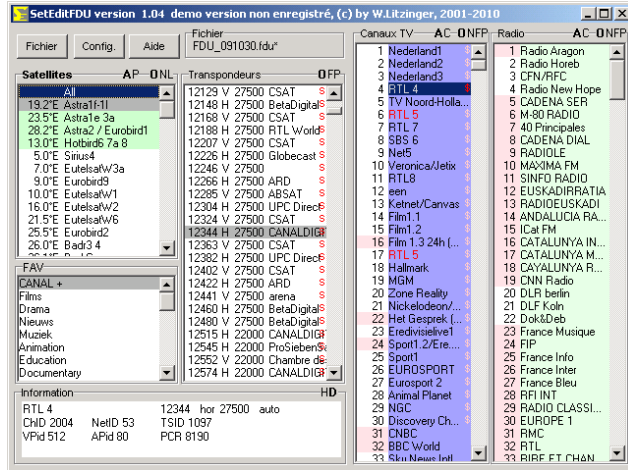 SetEditFDU version 1.04 demo version non enregistré, (c) by W.Litzinger, 2001-2010
Fichier Config. Aide
Fichier
FDU_091030.fdu*
Satellites AP ONL
All
19.2°E Astra1f-1l
23.5°E Astra1e 3a
28.2°E Astra2 / Eurobird1
13.0°E Hotbird6 7a 8
5.0°E Sirius4
7.0°E EutelsatW3a
9.0°E Eurobird9
10.0°E EutelsatW1
16.0°E EutelsatW2
21.5°E EutelsatW6
25.5°E Eurobird2
26.0°E Badr3 4
FAV
CANAL +
Films
Drama
Nieuws
Muziek
Animation
Education
Documentary
Transpondeurs OFP
12129 V 27500 CSAT S
12148 H 27500 BetaDigital S
12168 V 27500 CSAT S
12188 H 27500 RTL World S
12207 V 27500 CSAT S
12226 H 27500 Globecast S
12246 V 27500 S
12266 H 27500 ARD S
12285 V 27500 ABSAT S
12304 H 27500 UPC Direct S
12324 V 27500 CSAT S
12344 H 27500 CANALDIGI
12363 V 27500 CSAT S
12382 H 27500 UPC Direct S
12402 V 27500 CSAT S
12422 H 27500 ARD S
12441 V 27500 arena S
12460 H 27500 BetaDigital S
12480 V 27500 BetaDigital S
12515 H 22000 CANALDIGI
12545 H 22000 ProSiebenSa
12552 V 22000 Chambre de
12574 H 22000 CANALDIGI
Canaux TV AC ONFP
1 Nederland1 $
2 Nederland2 $
3 Nederland3 $
4 RTL 4 $
5 TV Noord-Holla...
6 RTL 5 $
7 RTL 7 $
8 SBS 6 $
9 Net5 $
10 Veronica/Jetix $
11 RTL8 $
12 een $
13 Ketnet/Canvas $
14 Film1.1 $
15 Film1.2 $
16 Film 1.3 24h (... $
17 RTL 5 $
18 Hallmark $
19 MGM $
20 Zone Reality $
21 Nickelodeon/... $
22 Het Gesprek (... $
23 Eredivisielive1 $
24 Sport1.2/Ere.... $
25 Sport1 $
26 EUROSPORT $
27 Eurosport 2 $
28 Animal Planet $
29 NGC $
30 Discovery Ch... $
31 CNBC
32 BBC World
33 Sky News Intl
Radio AC ONFP
1 Radio Aragon
2 Radio Horeb
3 CFN/RFC
4 Radio New Hope
5 CADENA SER
6 M-80 RADIO
7 40 Principales
8 CADENA DIAL
9 RADIOLE
10 MAXIMA FM
11 SINFO RADIO
12 EUSKADIRRATIA
13 RADIOEUSKADI
14 ANDALUCIA RA...
15 ICat FM
16 CATALUNYA IN...
17 CATALUNYA M...
18 CAYALUNYA R...
19 CNN Radio
20 DLR berlin
21 DLF Koln
22 Dok&Deb
23 France Musique
24 FIP
25 France Info
26 France Inter
27 France Bleu
28 RFI INT
29 RADIO CLASSI...
30 EUROPE 1
31 RMC
32 RTL
33 RIRE ET CHAN
Information HD
RTL 4 12344 hor 27500 auto
ChID 2004 NetID 53 TSID 1097
VPid 512 APid 80 PCR 8190